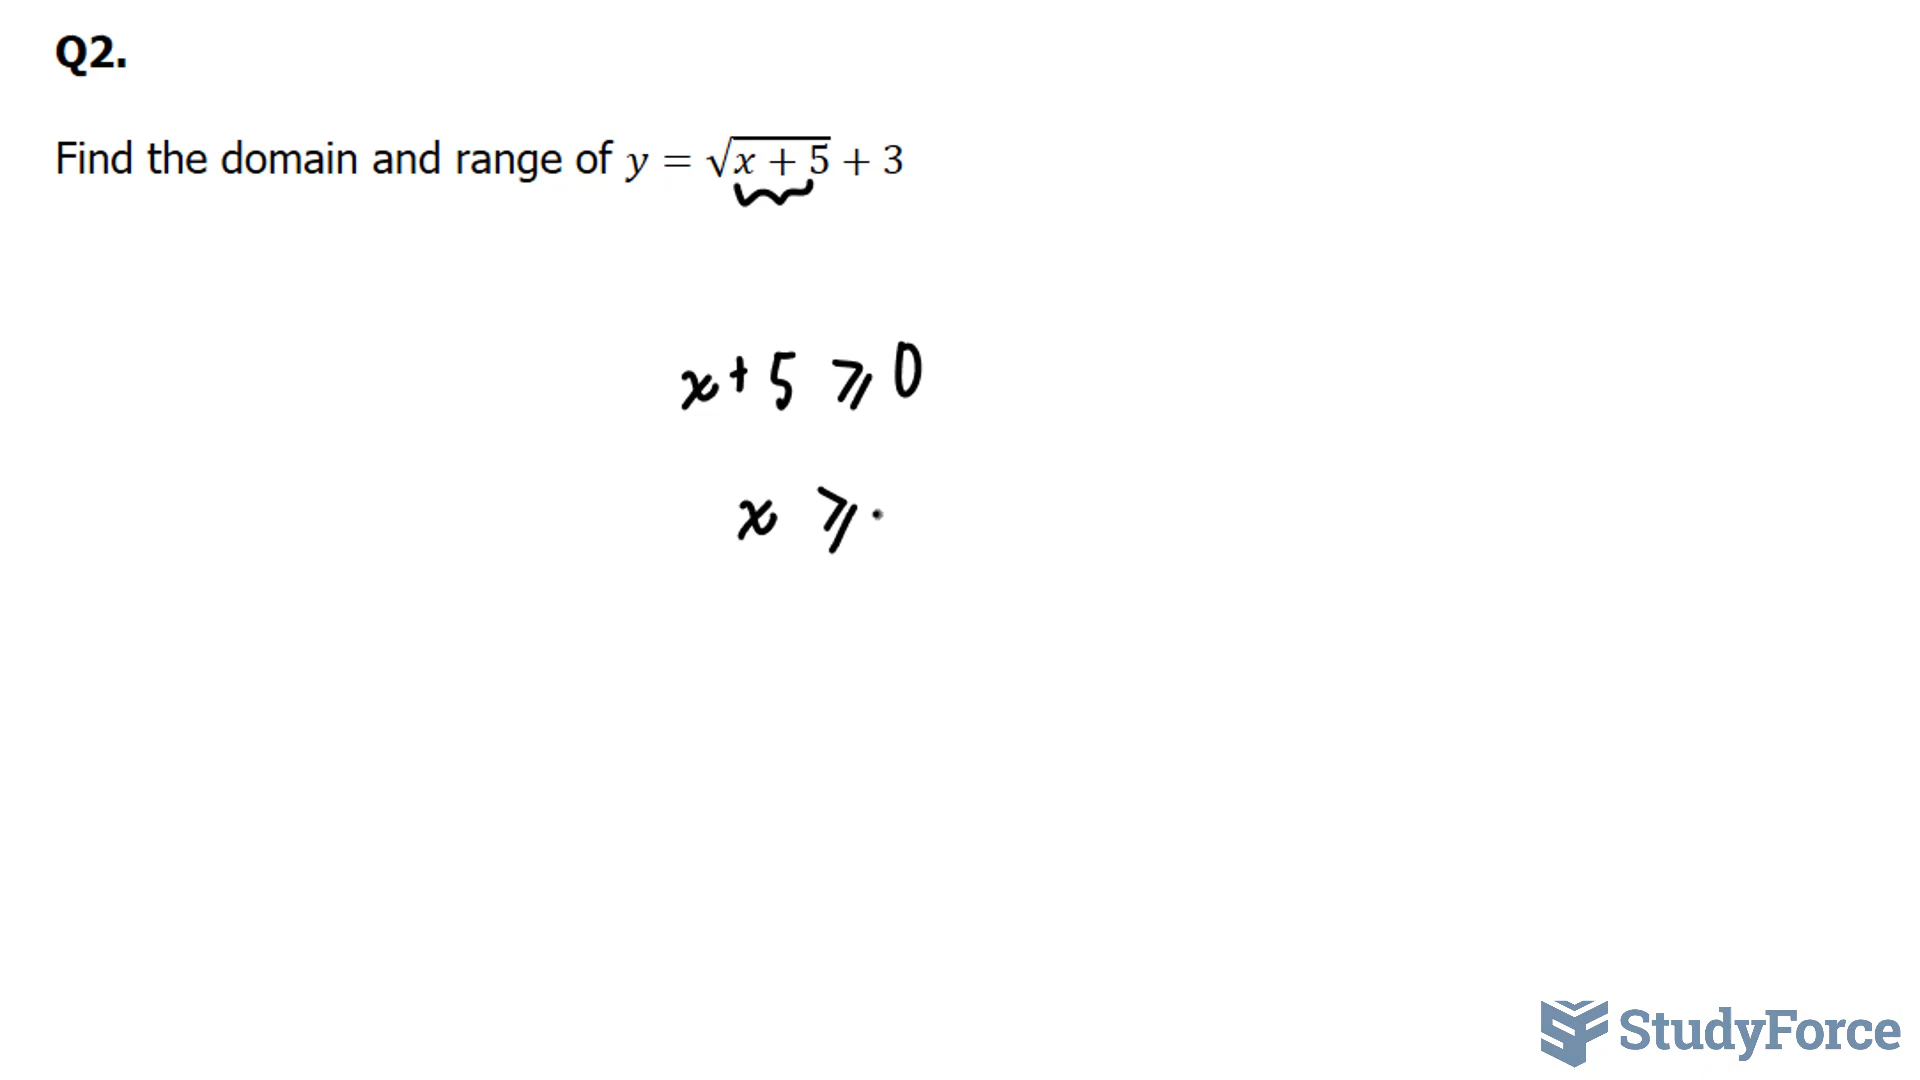 Q2.
Find the domain and range of y = √x + 5 + 3
x + 5 ⩾ 0
x ⩾
StudyForce